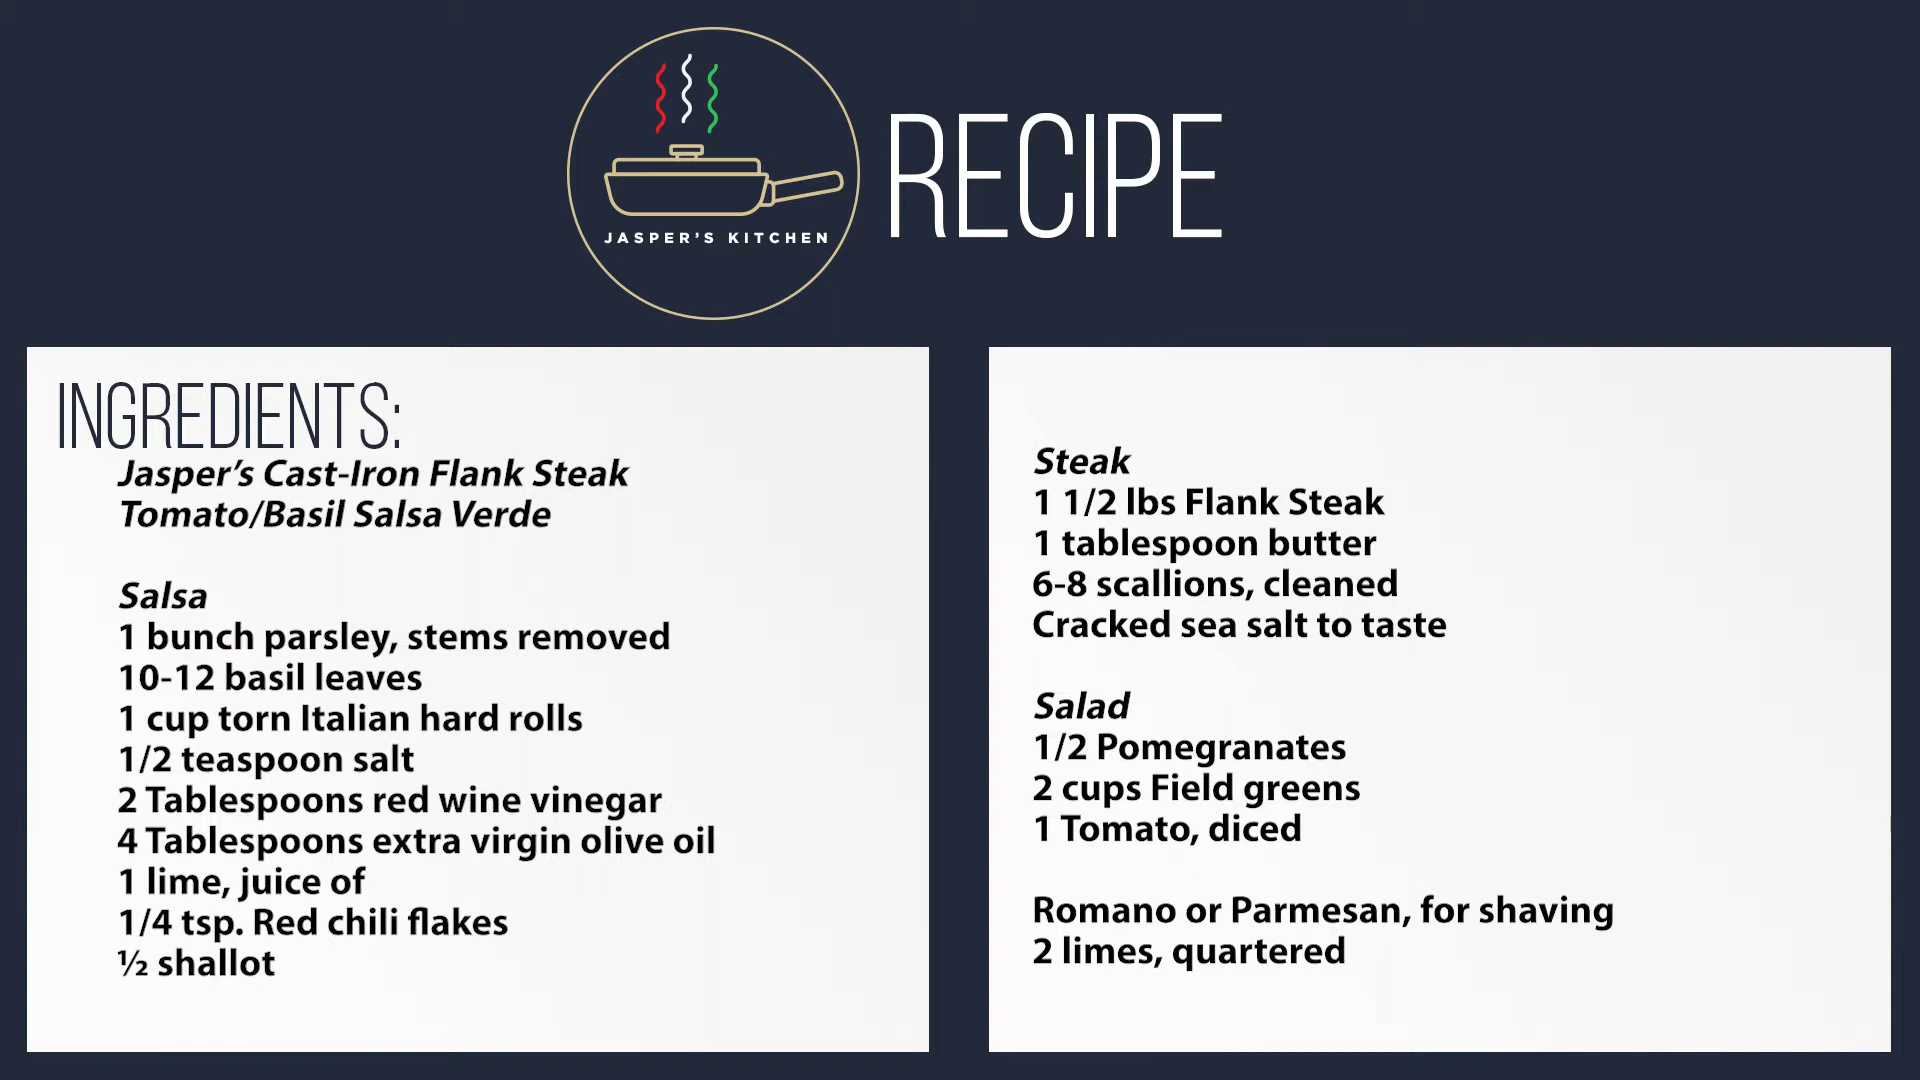 JASPER'S KITCHEN
RECIPE
INGREDIENTS:
Jasper’s Cast-Iron Flank Steak
Tomato/Basil Salsa Verde
Salsa
1 bunch parsley, stems removed
10-12 basil leaves
1 cup torn Italian hard rolls
1/2 teaspoon salt
2 Tablespoons red wine vinegar
4 Tablespoons extra virgin olive oil
1 lime, juice of
1/4 tsp. Red chili flakes
½ shallot
Steak
1 1/2 lbs Flank Steak
1 tablespoon butter
6-8 scallions, cleaned
Cracked sea salt to taste
Salad
1/2 Pomegranates
2 cups Field greens
1 Tomato, diced
Romano or Parmesan, for shaving
2 limes, quartered